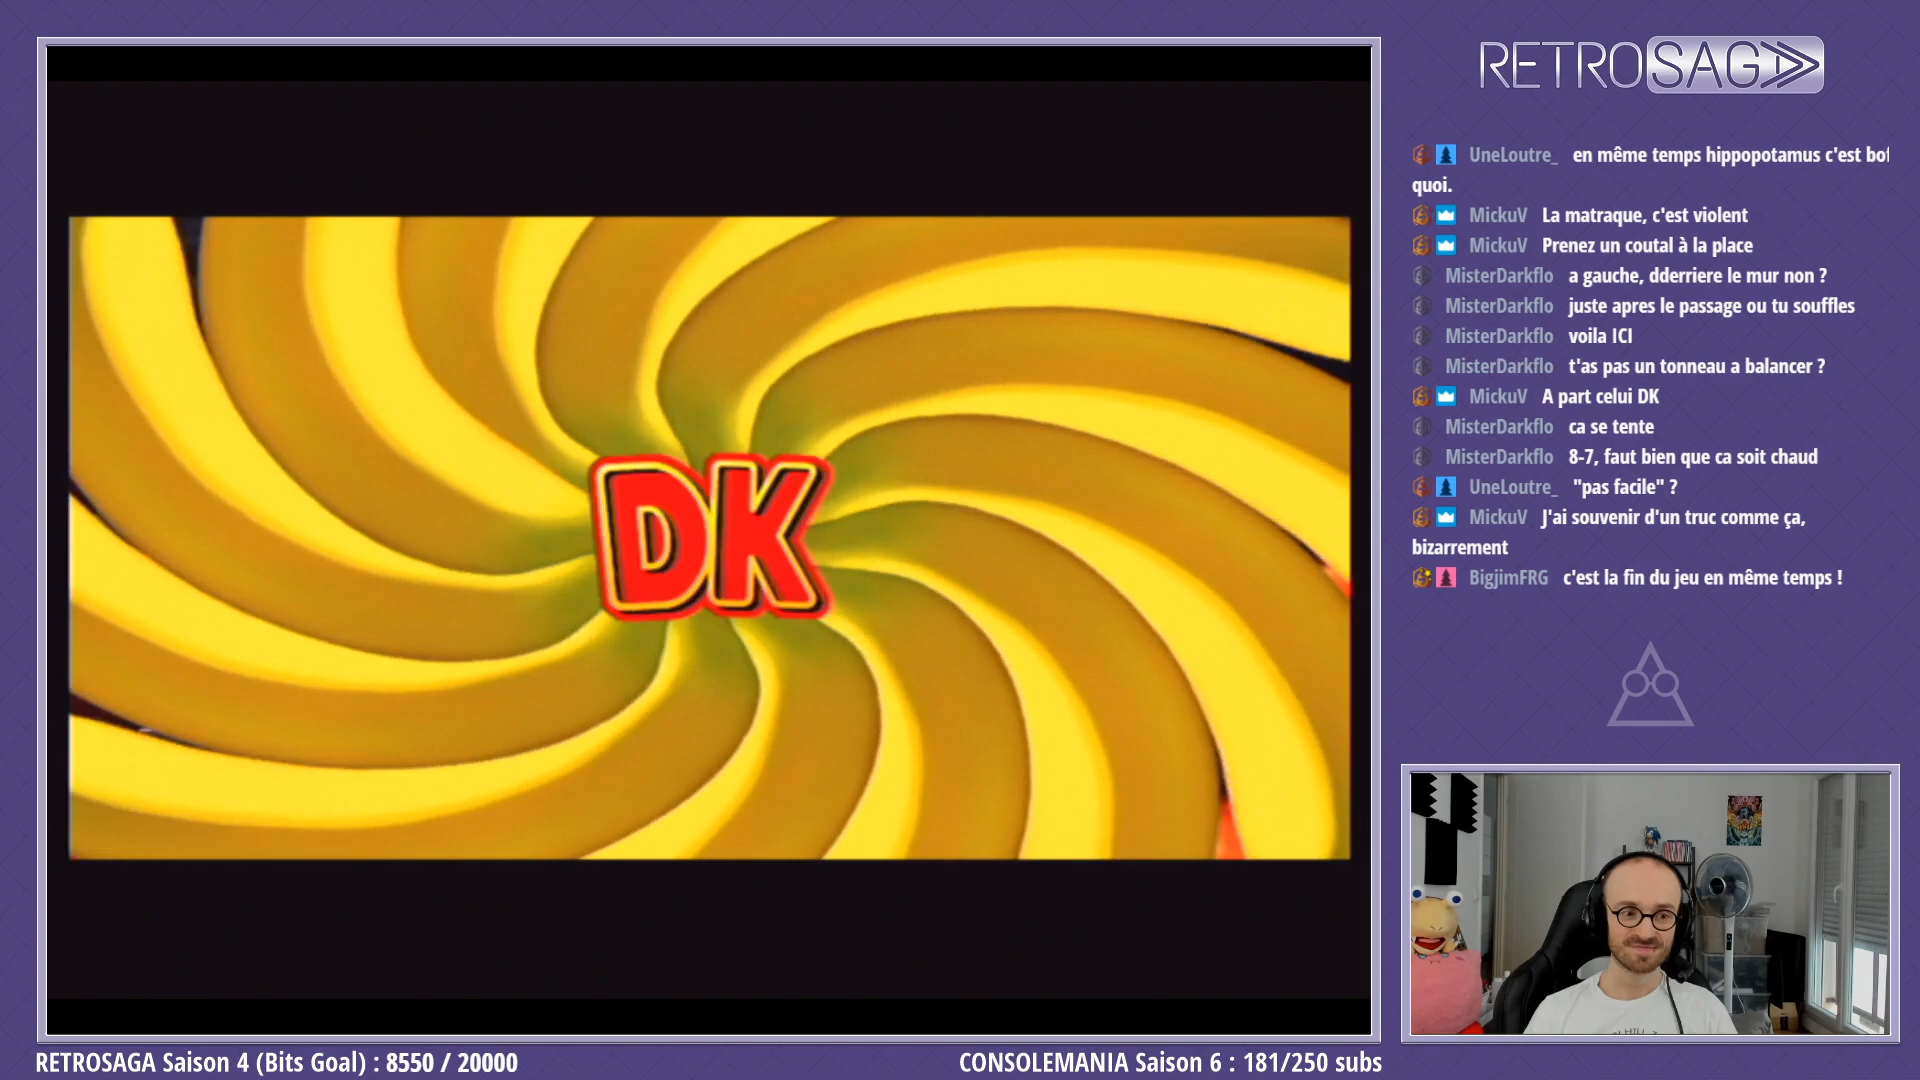 RETROSAGA
UneLoutre_ en même temps hippopotamus c'est bof
quoi.
MickuV La matraque, c'est violent
MickuV Prenez un coutal à la place
MisterDarkflo a gauche, dderriere le mur non ?
MisterDarkflo juste apres le passage ou tu souffles
MisterDarkflo voila ICI
MisterDarkflo t'as pas un tonneau a balancer ?
MickuV A part celui DK
MisterDarkflo ca se tente
MisterDarkflo 8-7, faut bien que ca soit chaud
UneLoutre_ "pas facile" ?
MickuV J'ai souvenir d'un truc comme ça,
bizarrement
BigjimFRG c'est la fin du jeu en même temps !
DK
RETROSAGA Saison 4 (Bits Goal) : 8550 / 20000
CONSOLEMANIA Saison 6 : 181/250 subs